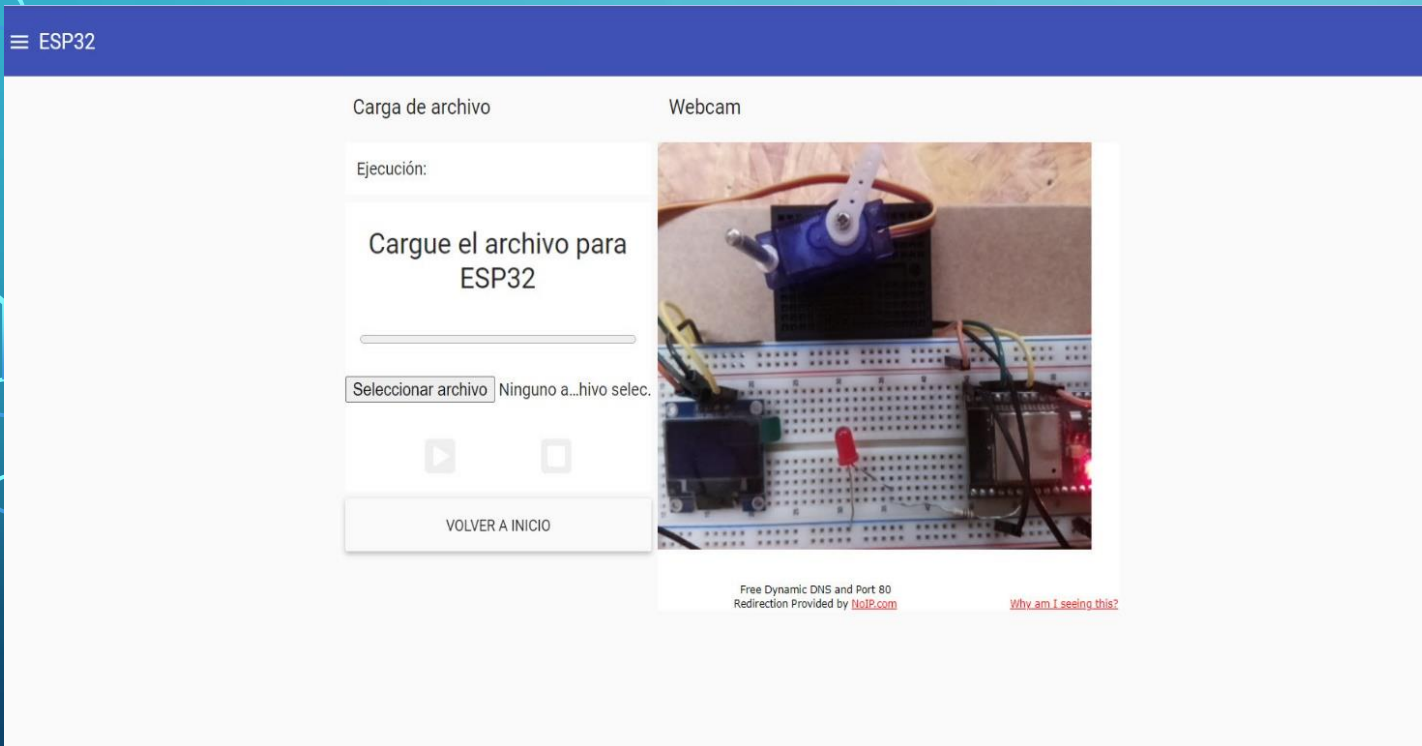 ESP32
Carga de archivo
Webcam
Ejecución:
Cargue el archivo para
ESP32
Seleccionar archivo Ninguno a...hivo selec.
VOLVER A INICIO
Free Dynamic DNS and Port 80
Redirection Provided by NoIP.com
Why am I seeing this?